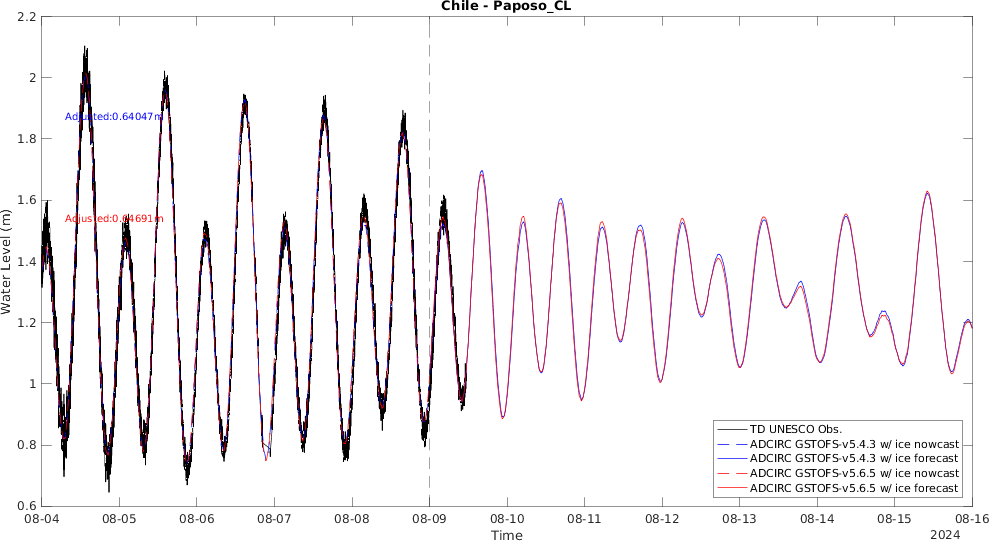 Chile - Paposo_CL
2.2
2
1.8
1.6
1.4
1.2
1
0.8
0.6
Water Level (m)
Adjusted:0.64047m
Adjusted:0.64691m
TD UNESCO Obs.
ADCIRC GSTOFS-v5.4.3 w/ ice nowcast
ADCIRC GSTOFS-v5.4.3 w/ ice forecast
ADCIRC GSTOFS-v5.6.5 w/ ice nowcast
ADCIRC GSTOFS-v5.6.5 w/ ice forecast
08-04 08-05 08-06 08-07 08-08 08-09 08-10 08-11 08-12 08-13 08-14 08-15 08-16
Time
2024